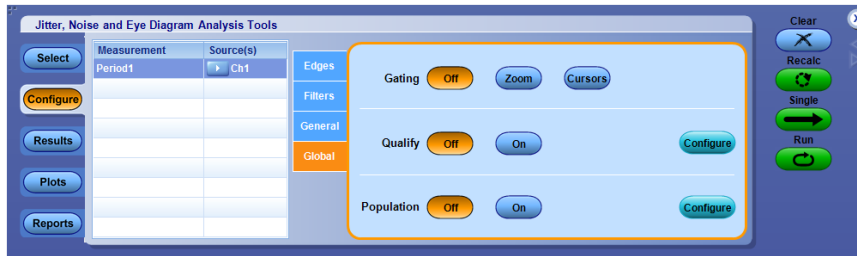 Jitter, Noise and Eye Diagram Analysis Tools
Clear
Select
Measurement Source(s)
Period1 Ch1
Edges
Gating Off Zoom Cursors
Recalc
Configure
Filters
Single
General
Results
Qualify Off On Configure
Run
Global
Plots
Population Off On Configure
Reports